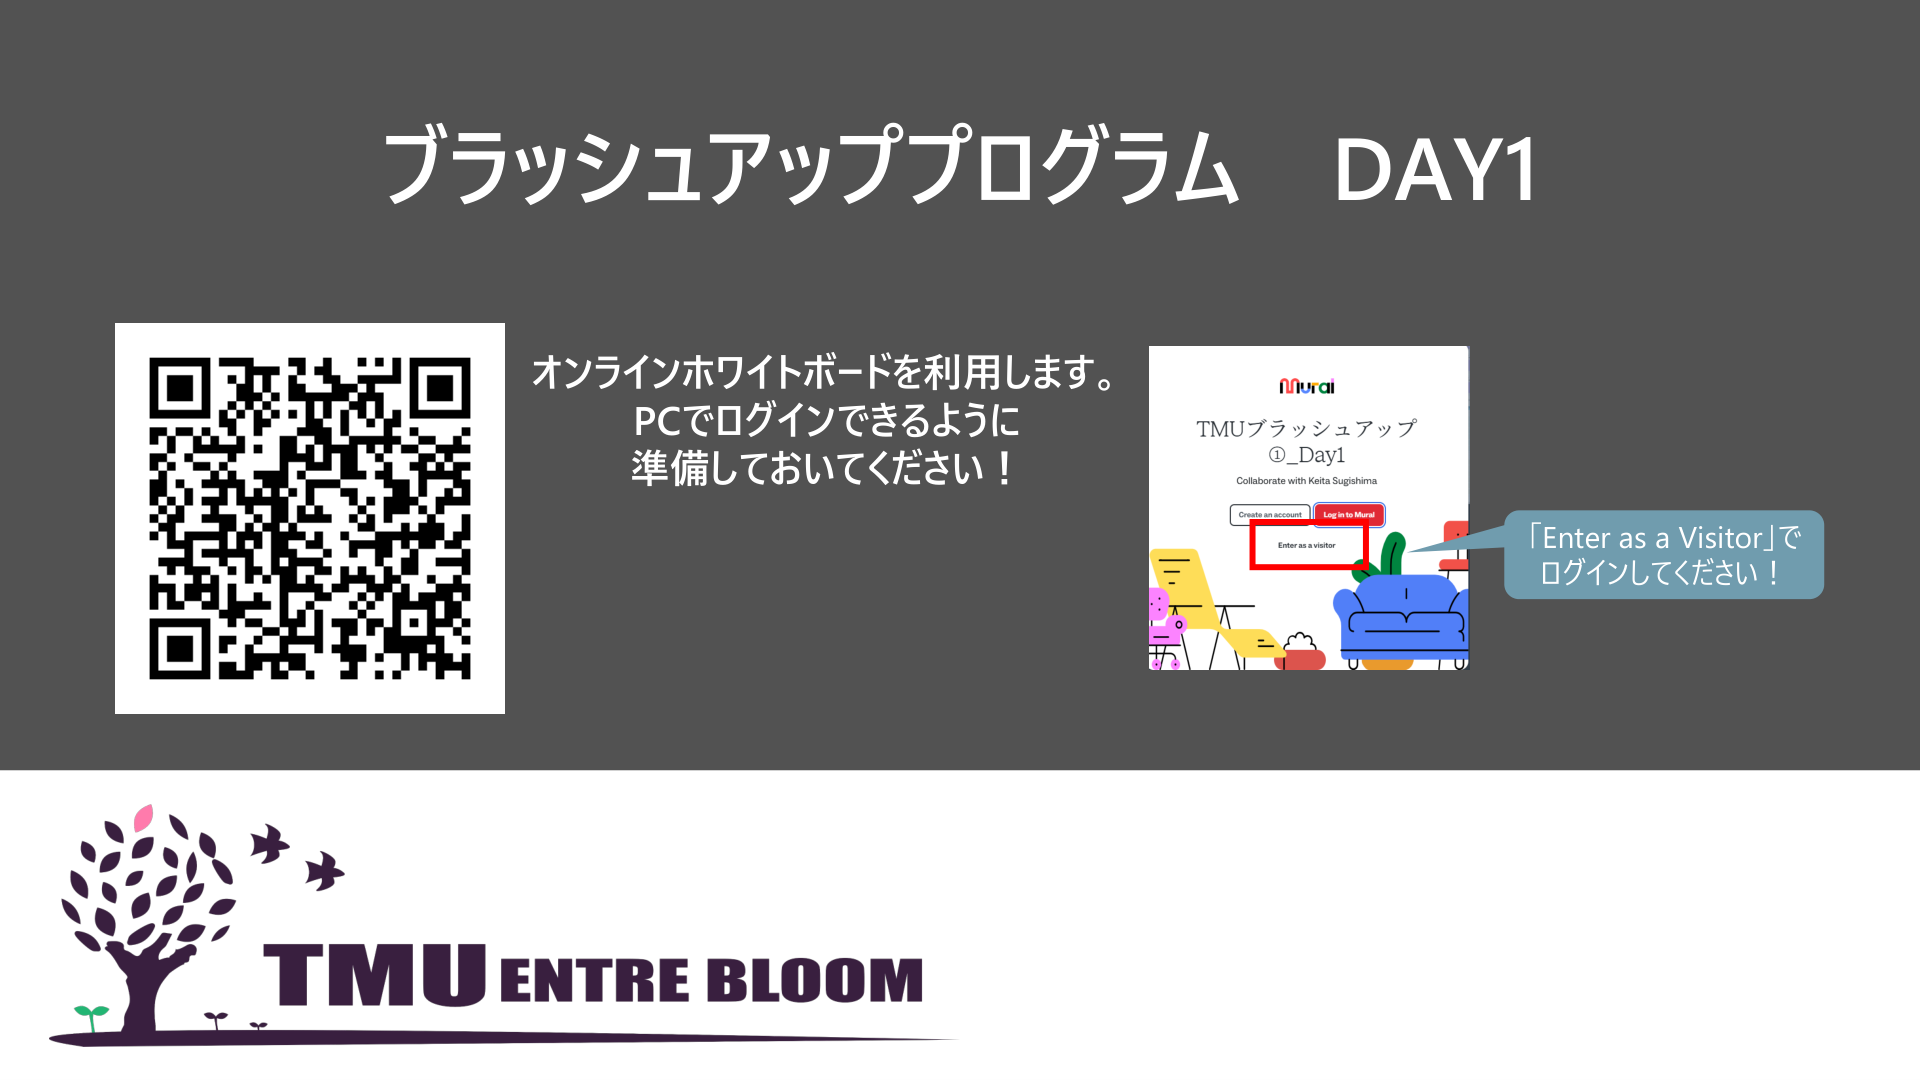 ブラッシュアッププログラム　DAY1
オンラインホワイトボードを利用します。
PCでログインできるように
準備しておいてください！
Mural
TMUブラッシュアップ
①_Day1
Collaborate with Keita Sugishima
Create an account
Log in to Mural
Enter as a visitor
「Enter as a Visitor」で
ログインしてください！
TMU ENTRE BLOOM